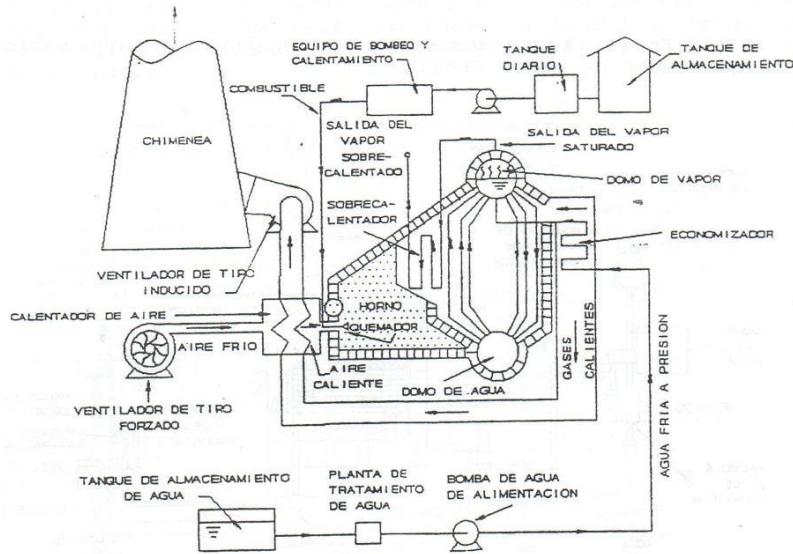 EQUIPO DE BOMBEO Y
CALENTAMIENTO
TANQUE
DIARIO
TANQUE DE
ALMACENAMIENTO
COMBUSTIBLE
CHIMENEA
SALIDA DEL
VAPOR
SOBRE-
CALENTADO
SALIDA DEL VAPOR
SATURADO
DOMO DE VAPOR
SOBRECA-
LENTADOR
ECONOMIZADOR
VENTILADOR DE TIPO
INDUCIDO
HORNO
CALENTADOR DE AIRE
QUEMADOR
AIRE FRIO
AIRE
CALIENTE
DOMO DE AGUA
GASES
CALIENTES
AGUA FRIA A PRESION
VENTILADOR DE TIPO
FORZADO
TANQUE DE ALMACENAMIENTO
DE AGUA
PLANTA DE
TRATAMIENTO
DE AGUA
BOMBA DE AGUA
DE ALIMENTACION